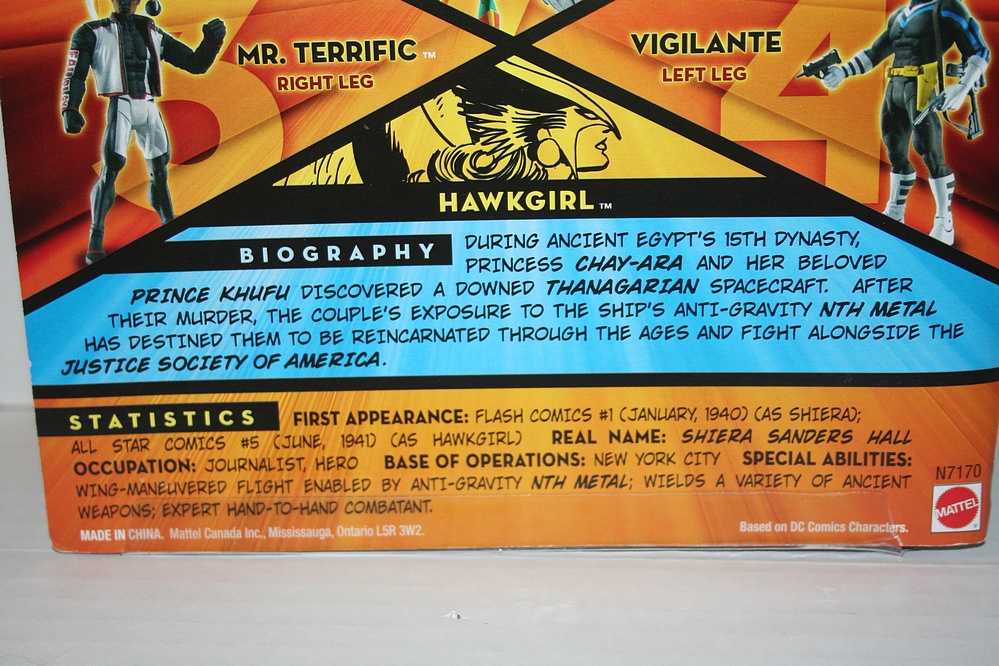 MR. TERRIFIC™
RIGHT LEG
VIGILANTE
LEFT LEG
HAWKGIRL™
BIOGRAPHY DURING ANCIENT EGYPT'S 15TH DYNASTY,
PRINCESS CHAY-ARA AND HER BELOVED
PRINCE KHUFU DISCOVERED A DOWNED THANAGARIAN SPACECRAFT. AFTER
THEIR MURDER, THE COUPLE'S EXPOSURE TO THE SHIP'S ANTI-GRAVITY NTH METAL
HAS DESTINED THEM TO BE REINCARNATED THROUGH THE AGES AND FIGHT ALONGSIDE THE
JUSTICE SOCIETY OF AMERICA.
STATISTICS FIRST APPEARANCE: FLASH COMICS #1 (JANUARY, 1940) (AS SHIERA);
ALL STAR COMICS #5 (JUNE, 1941) (AS HAWKGIRL) REAL NAME: SHIERA SANDERS HALL
OCCUPATION: JOURNALIST, HERO BASE OF OPERATIONS: NEW YORK CITY SPECIAL ABILITIES:
WING-MANEUVERED FLIGHT ENABLED BY ANTI-GRAVITY NTH METAL; WIELDS A VARIETY OF ANCIENT
WEAPONS; EXPERT HAND-TO-HAND COMBATANT.
N7170
MATTEL
MADE IN CHINA. Mattel Canada Inc., Mississauga, Ontario L5R 3W2.
Based on DC Comics Characters.